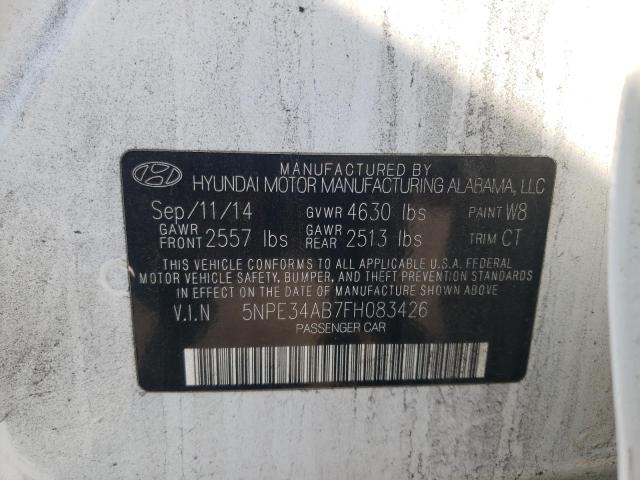 MANUFACTURED BY
HYUNDAI MOTOR MANUFACTURING ALABAMA, LLC
Sep/11/14 GVWR 4630 lbs PAINT W8
GAWR FRONT 2557 lbs GAWR REAR 2513 lbs TRIM CT
THIS VEHICLE CONFORMS TO ALL APPLICABLE U.S.A. FEDERAL
MOTOR VEHICLE SAFETY, BUMPER, AND THEFT PREVENTION STANDARDS
IN EFFECT ON THE DATE OF MANUFACTURE SHOWN ABOVE.
V.I.N 5NPE34AB7FH083426
PASSENGER CAR